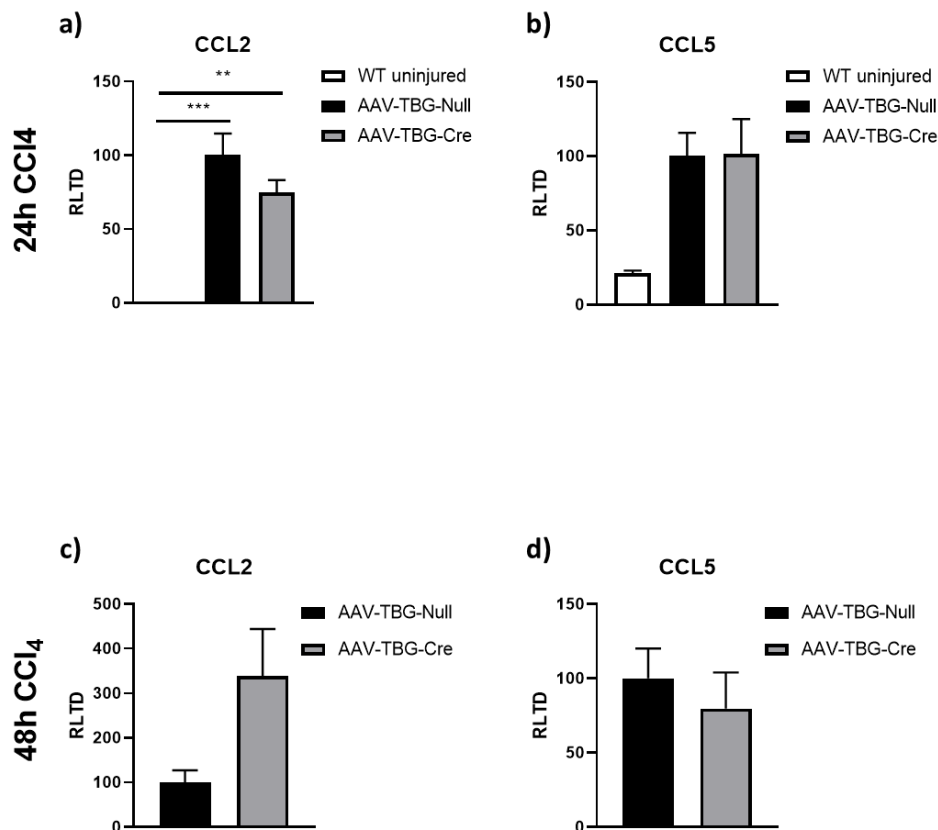 a)
CCL2
24h CCl4
RLTD
150
100
50
0
**
***
WT uninjured
AAV-TBG-Null
AAV-TBG-Cre
b)
CCL5
RLTD
150
100
50
0
WT uninjured
AAV-TBG-Null
AAV-TBG-Cre
c)
CCL2
48h CCl₄
RLTD
500
400
300
200
100
0
AAV-TBG-Null
AAV-TBG-Cre
d)
CCL5
RLTD
150
100
50
0
AAV-TBG-Null
AAV-TBG-Cre